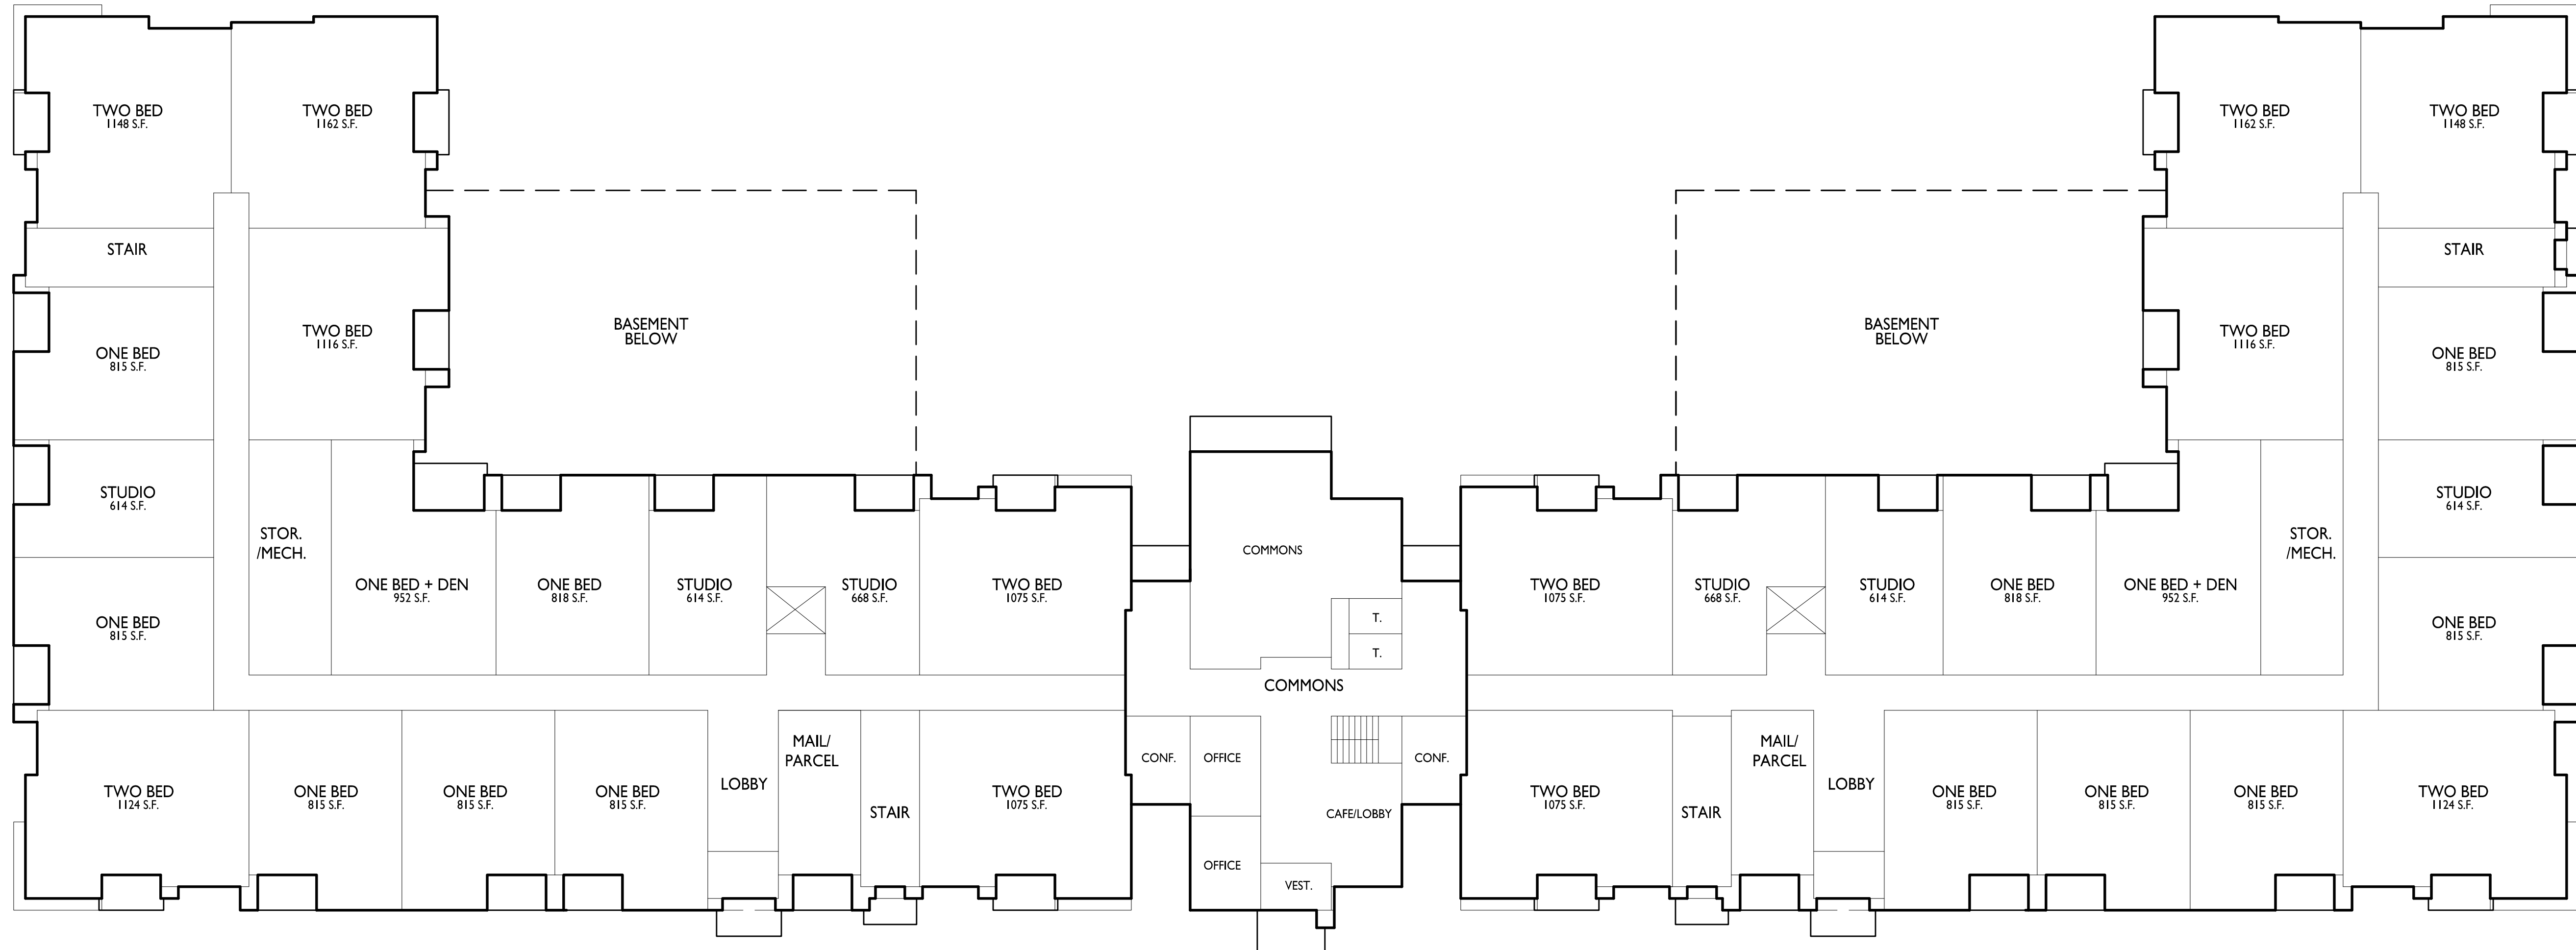 TWO BED
1148 S.F.
TWO BED
1162 S.F.
TWO BED
1162 S.F.
TWO BED
1148 S.F.
STAIR
STAIR
BASEMENT
BELOW
BASEMENT
BELOW
TWO BED
1116 S.F.
TWO BED
1116 S.F.
ONE BED
815 S.F.
ONE BED
815 S.F.
STUDIO
614 S.F.
STUDIO
614 S.F.
STOR.
/MECH.
STOR.
/MECH.
COMMONS
ONE BED + DEN
952 S.F.
ONE BED
818 S.F.
STUDIO
614 S.F.
STUDIO
668 S.F.
TWO BED
1075 S.F.
TWO BED
1075 S.F.
STUDIO
668 S.F.
STUDIO
614 S.F.
ONE BED
818 S.F.
ONE BED + DEN
952 S.F.
T.
T.
ONE BED
815 S.F.
ONE BED
815 S.F.
COMMONS
MAIL/
PARCEL
MAIL/
PARCEL
CONF.
OFFICE
CONF.
LOBBY
LOBBY
TWO BED
1124 S.F.
ONE BED
815 S.F.
ONE BED
815 S.F.
ONE BED
815 S.F.
STAIR
TWO BED
1075 S.F.
CAFE/LOBBY
TWO BED
1075 S.F.
STAIR
ONE BED
815 S.F.
ONE BED
815 S.F.
ONE BED
815 S.F.
TWO BED
1124 S.F.
OFFICE
VEST.